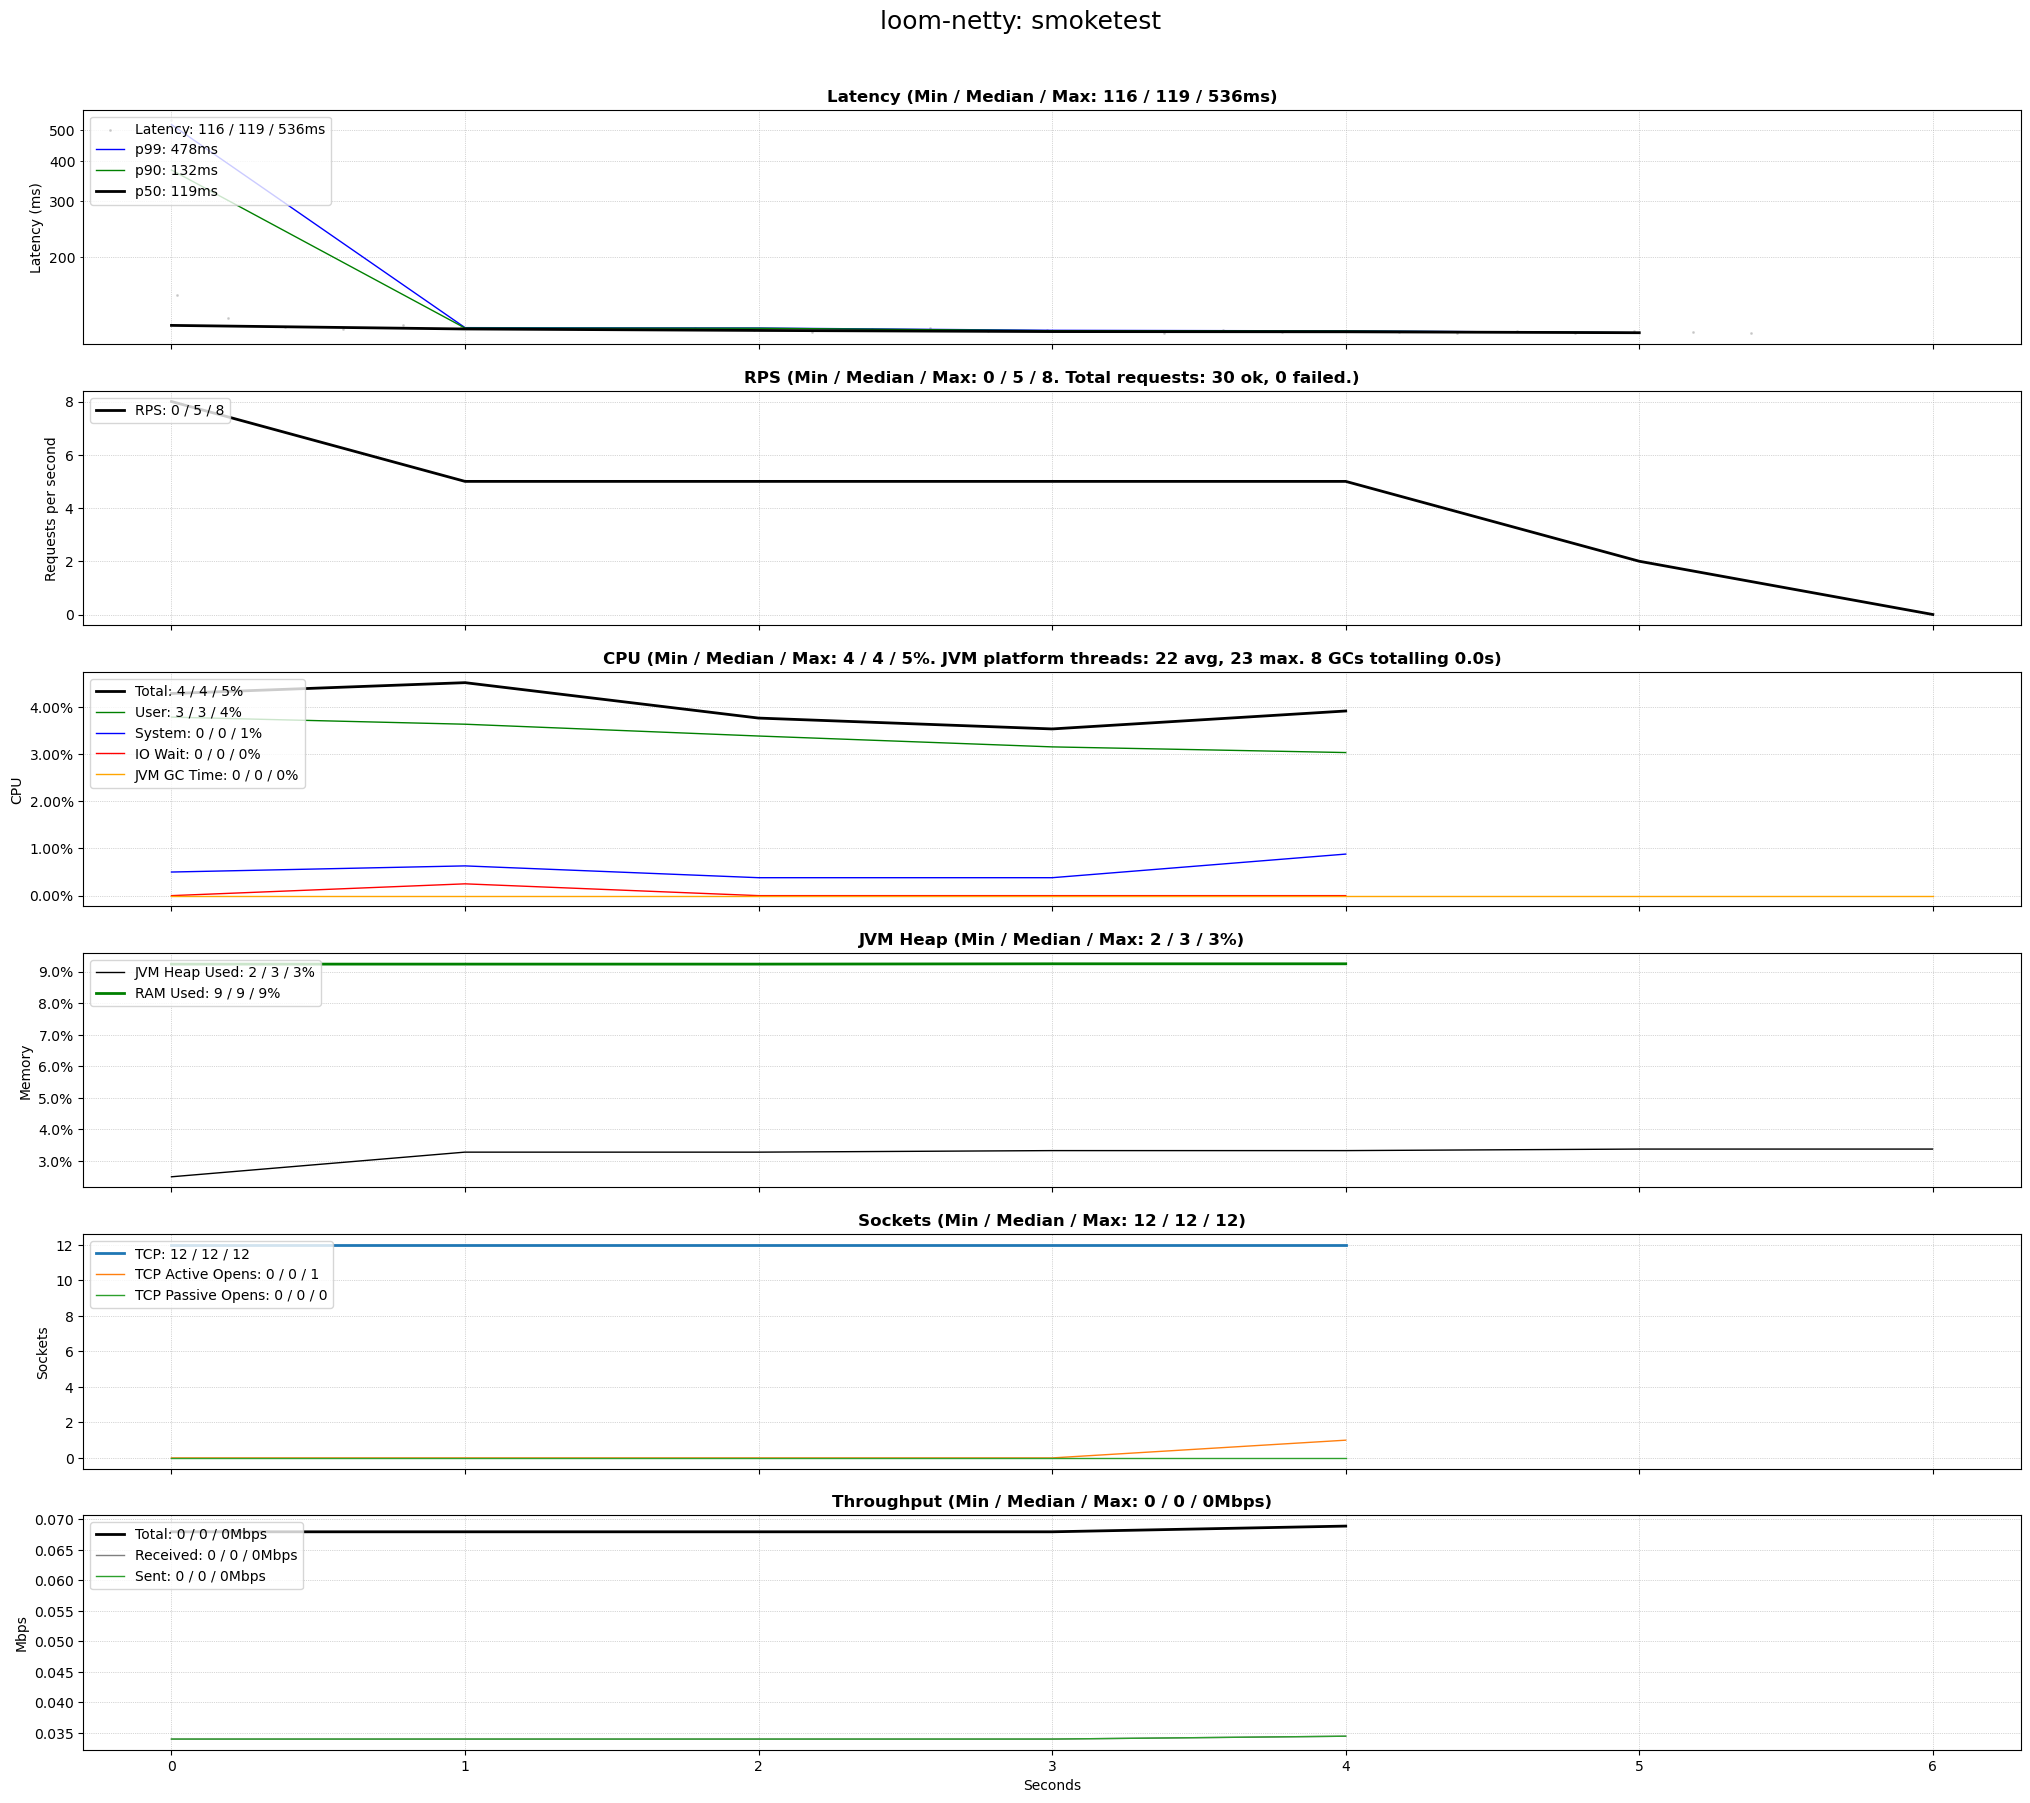 loom-netty: smoketest
Latency (Min / Median / Max: 116 / 119 / 536ms)
Latency: 116 / 119 / 536ms
p99: 478ms
p90: 132ms
p50: 119ms
500
400
300
200
Latency (ms)
RPS (Min / Median / Max: 0 / 5 / 8. Total requests: 30 ok, 0 failed.)
RPS: 0 / 5 / 8
8
6
4
2
0
Requests per second
CPU (Min / Median / Max: 4 / 4 / 5%. JVM platform threads: 22 avg, 23 max. 8 GCs totalling 0.0s)
Total: 4 / 4 / 5%
User: 3 / 3 / 4%
System: 0 / 0 / 1%
IO Wait: 0 / 0 / 0%
JVM GC Time: 0 / 0 / 0%
4.00%
3.00%
2.00%
1.00%
0.00%
CPU
JVM Heap (Min / Median / Max: 2 / 3 / 3%)
JVM Heap Used: 2 / 3 / 3%
RAM Used: 9 / 9 / 9%
9.0%
8.0%
7.0%
6.0%
5.0%
4.0%
3.0%
Memory
Sockets (Min / Median / Max: 12 / 12 / 12)
TCP: 12 / 12 / 12
TCP Active Opens: 0 / 0 / 1
TCP Passive Opens: 0 / 0 / 0
12
10
8
6
4
2
0
Sockets
Throughput (Min / Median / Max: 0 / 0 / 0Mbps)
Total: 0 / 0 / 0Mbps
Received: 0 / 0 / 0Mbps
Sent: 0 / 0 / 0Mbps
0.070
0.065
0.060
0.055
0.050
0.045
0.040
0.035
Mbps
0 1 2 3 4 5 6
Seconds